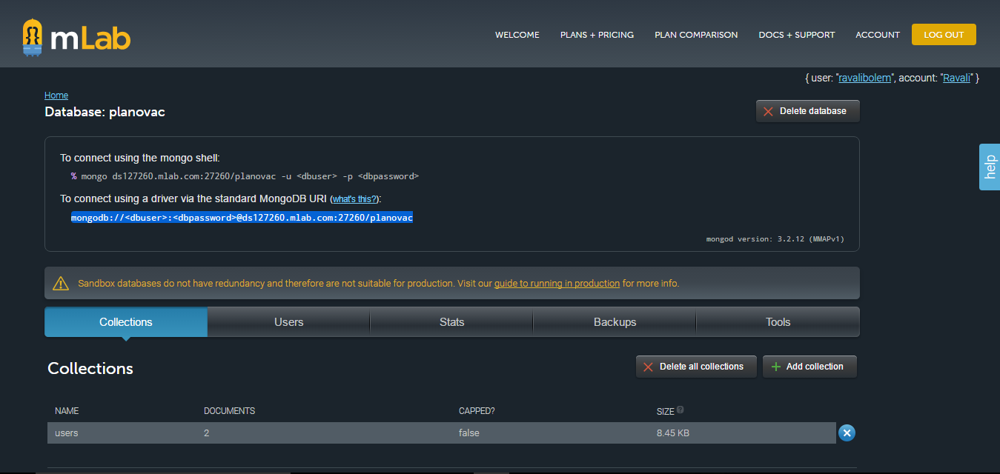 mLab
WELCOME PLANS + PRICING PLAN COMPARISON DOCS + SUPPORT ACCOUNT LOG OUT
{ user: "ravalibolem", account: "Ravali" }
Home
Database: planovac
Delete database
To connect using the mongo shell:
% mongo ds127260.mlab.com:27260/planovac -u <dbuser> -p <dbpassword>
To connect using a driver via the standard MongoDB URI (what's this?):
mongodb://<dbuser>:<dbpassword>@ds127260.mlab.com:27260/planovac
mongod version: 3.2.12 (MMAPv1)
help
Sandbox databases do not have redundancy and therefore are not suitable for production. Visit our guide to running in production for more info.
Collections Users Stats Backups Tools
Collections
Delete all collections Add collection
NAME DOCUMENTS CAPPED? SIZE ?
users 2 false 8.45 KB